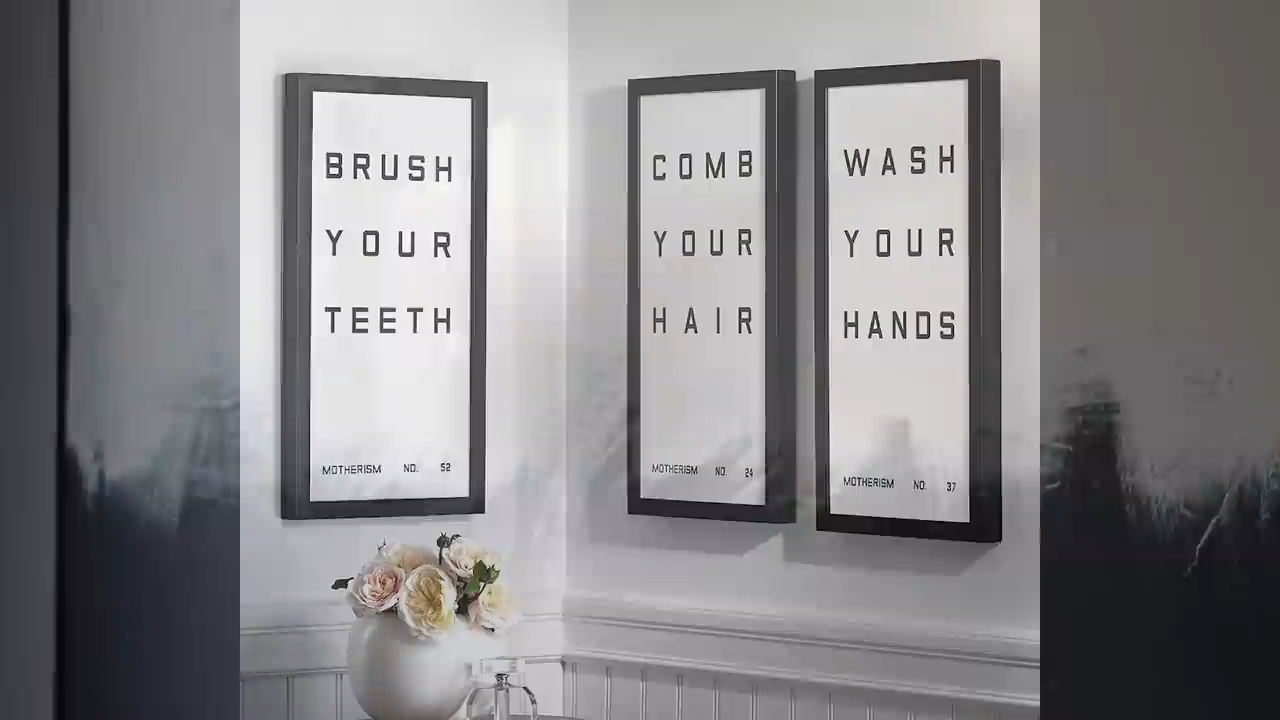 BRUSH
YOUR
TEETH
MOTHERISM NO. 52
COMB
YOUR
HAIR
MOTHERISM NO. 24
WASH
YOUR
HANDS
MOTHERISM NO. 37